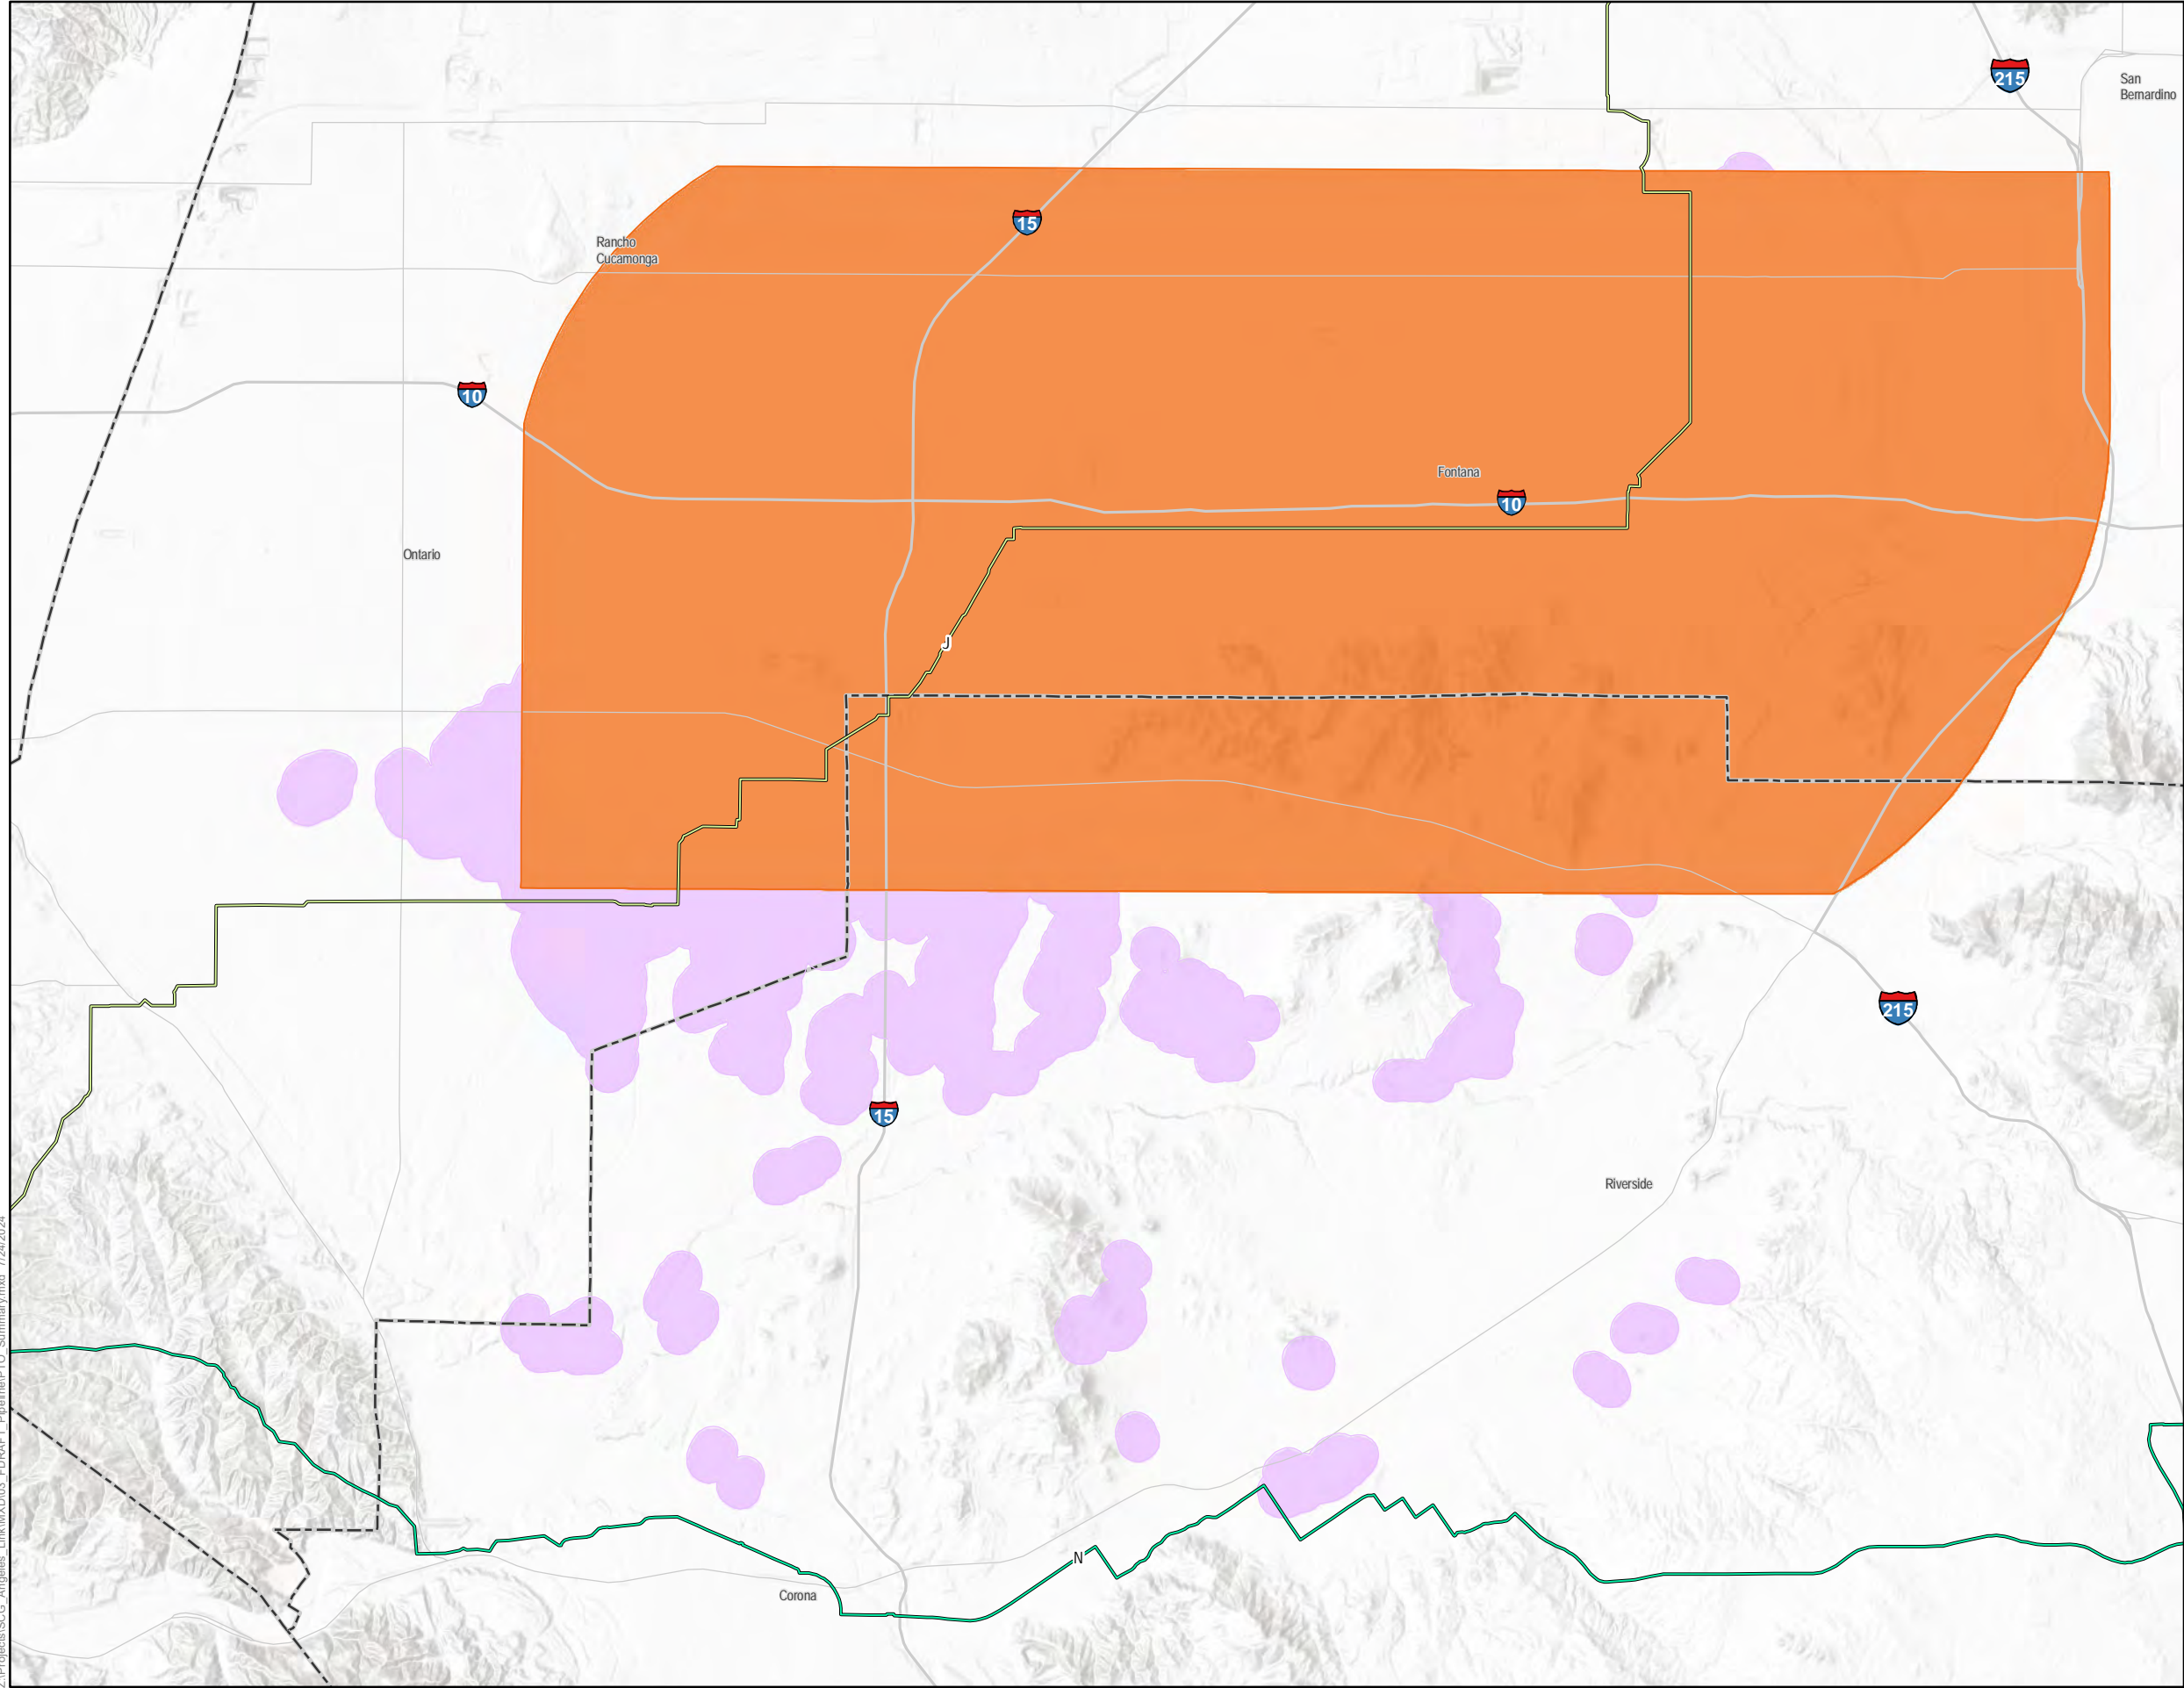 215
San
Bernardino
15
Rancho
Cucamonga
10
Fontana
10
Ontario
J
215
15
Riverside
N
Corona